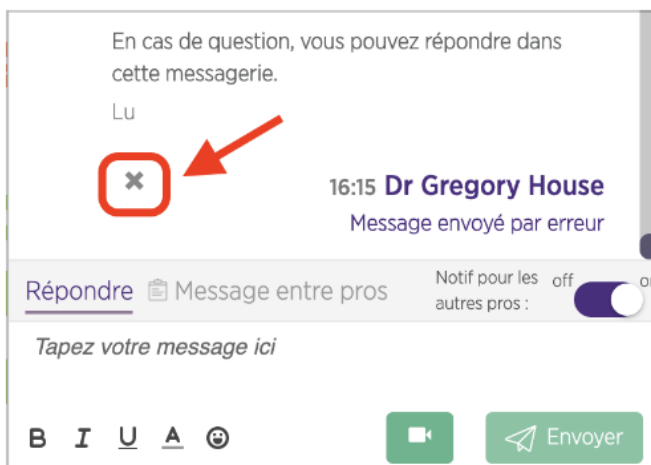 En cas de question, vous pouvez répondre dans
cette messagerie.
Lu
16:15 Dr Gregory House
Message envoyé par erreur
Répondre Message entre pros Notif pour les autres pros : off
Tapez votre message ici
B I U A
Envoyer